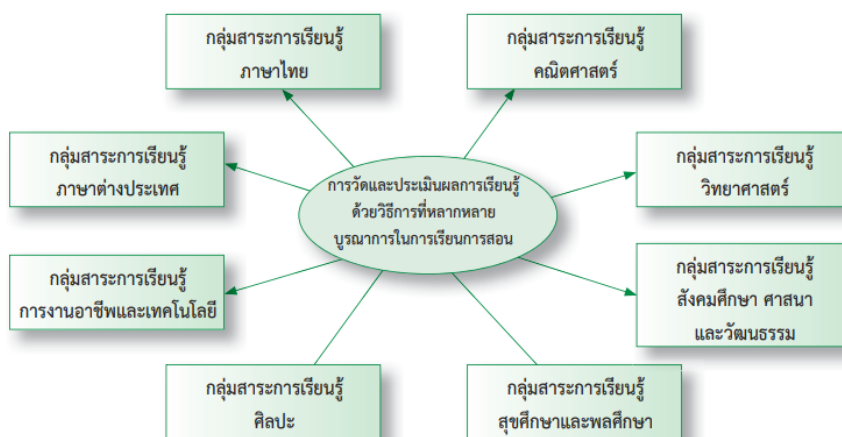 กลุ่มสาระการเรียนรู้
ภาษาไทย
กลุ่มสาระการเรียนรู้
คณิตศาสตร์
กลุ่มสาระการเรียนรู้
ภาษาต่างประเทศ
การวัดและประเมินผลการเรียนรู้
ด้วยวิธีการที่หลากหลาย
บูรณาการในการเรียนการสอน
กลุ่มสาระการเรียนรู้
วิทยาศาสตร์
กลุ่มสาระการเรียนรู้
การงานอาชีพและเทคโนโลยี
กลุ่มสาระการเรียนรู้
สังคมศึกษา ศาสนา
และวัฒนธรรม
กลุ่มสาระการเรียนรู้
ศิลปะ
กลุ่มสาระการเรียนรู้
สุขศึกษาและพลศึกษา